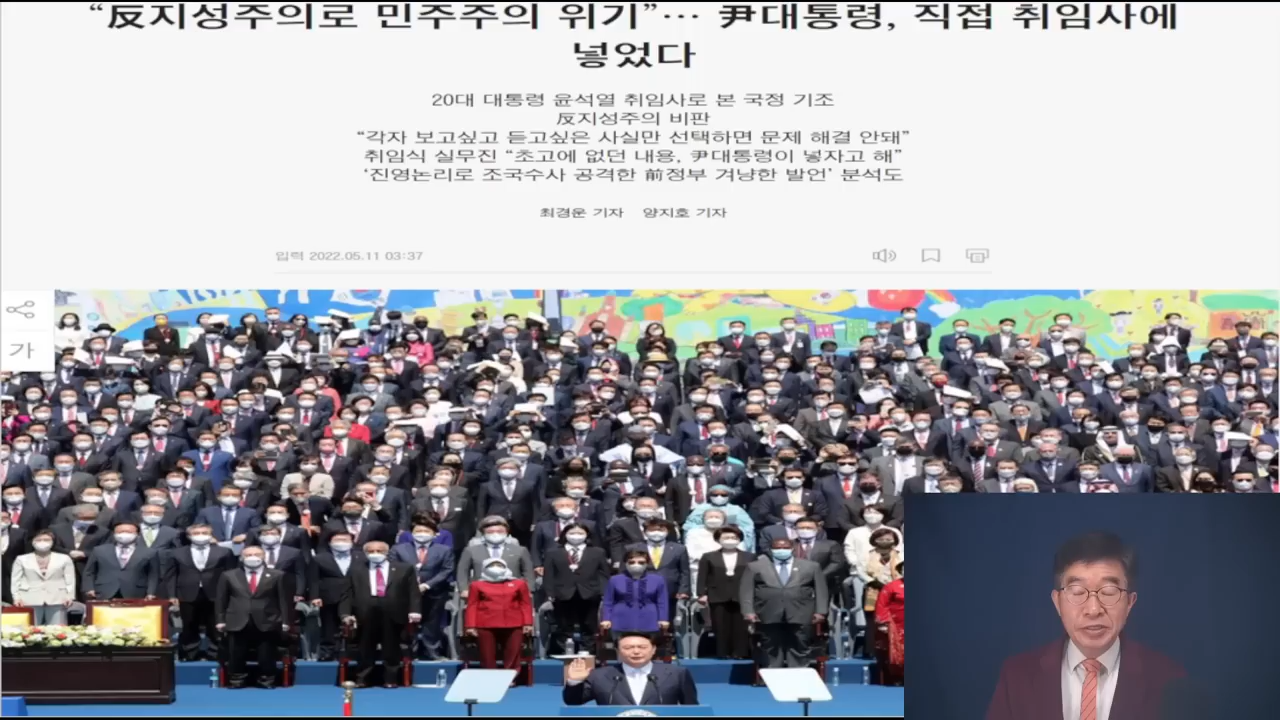 “反지성주의로 민주주의 위기”… 尹대통령, 직접 취임사에
넣었다
20대 대통령 윤석열 취임사로 본 국정 기조
反지성주의 비판
“각자 보고싶고 듣고싶은 사실만 선택하면 문제 해결 안돼”
취임식 실무진 “초고에 없던 내용, 尹대통령이 넣자고 해”
‘진영논리로 조국수사 공격한 前정부 겨냥한 발언’ 분석도
최경운 기자 양지호 기자
입력 2022.05.11 03:37
가